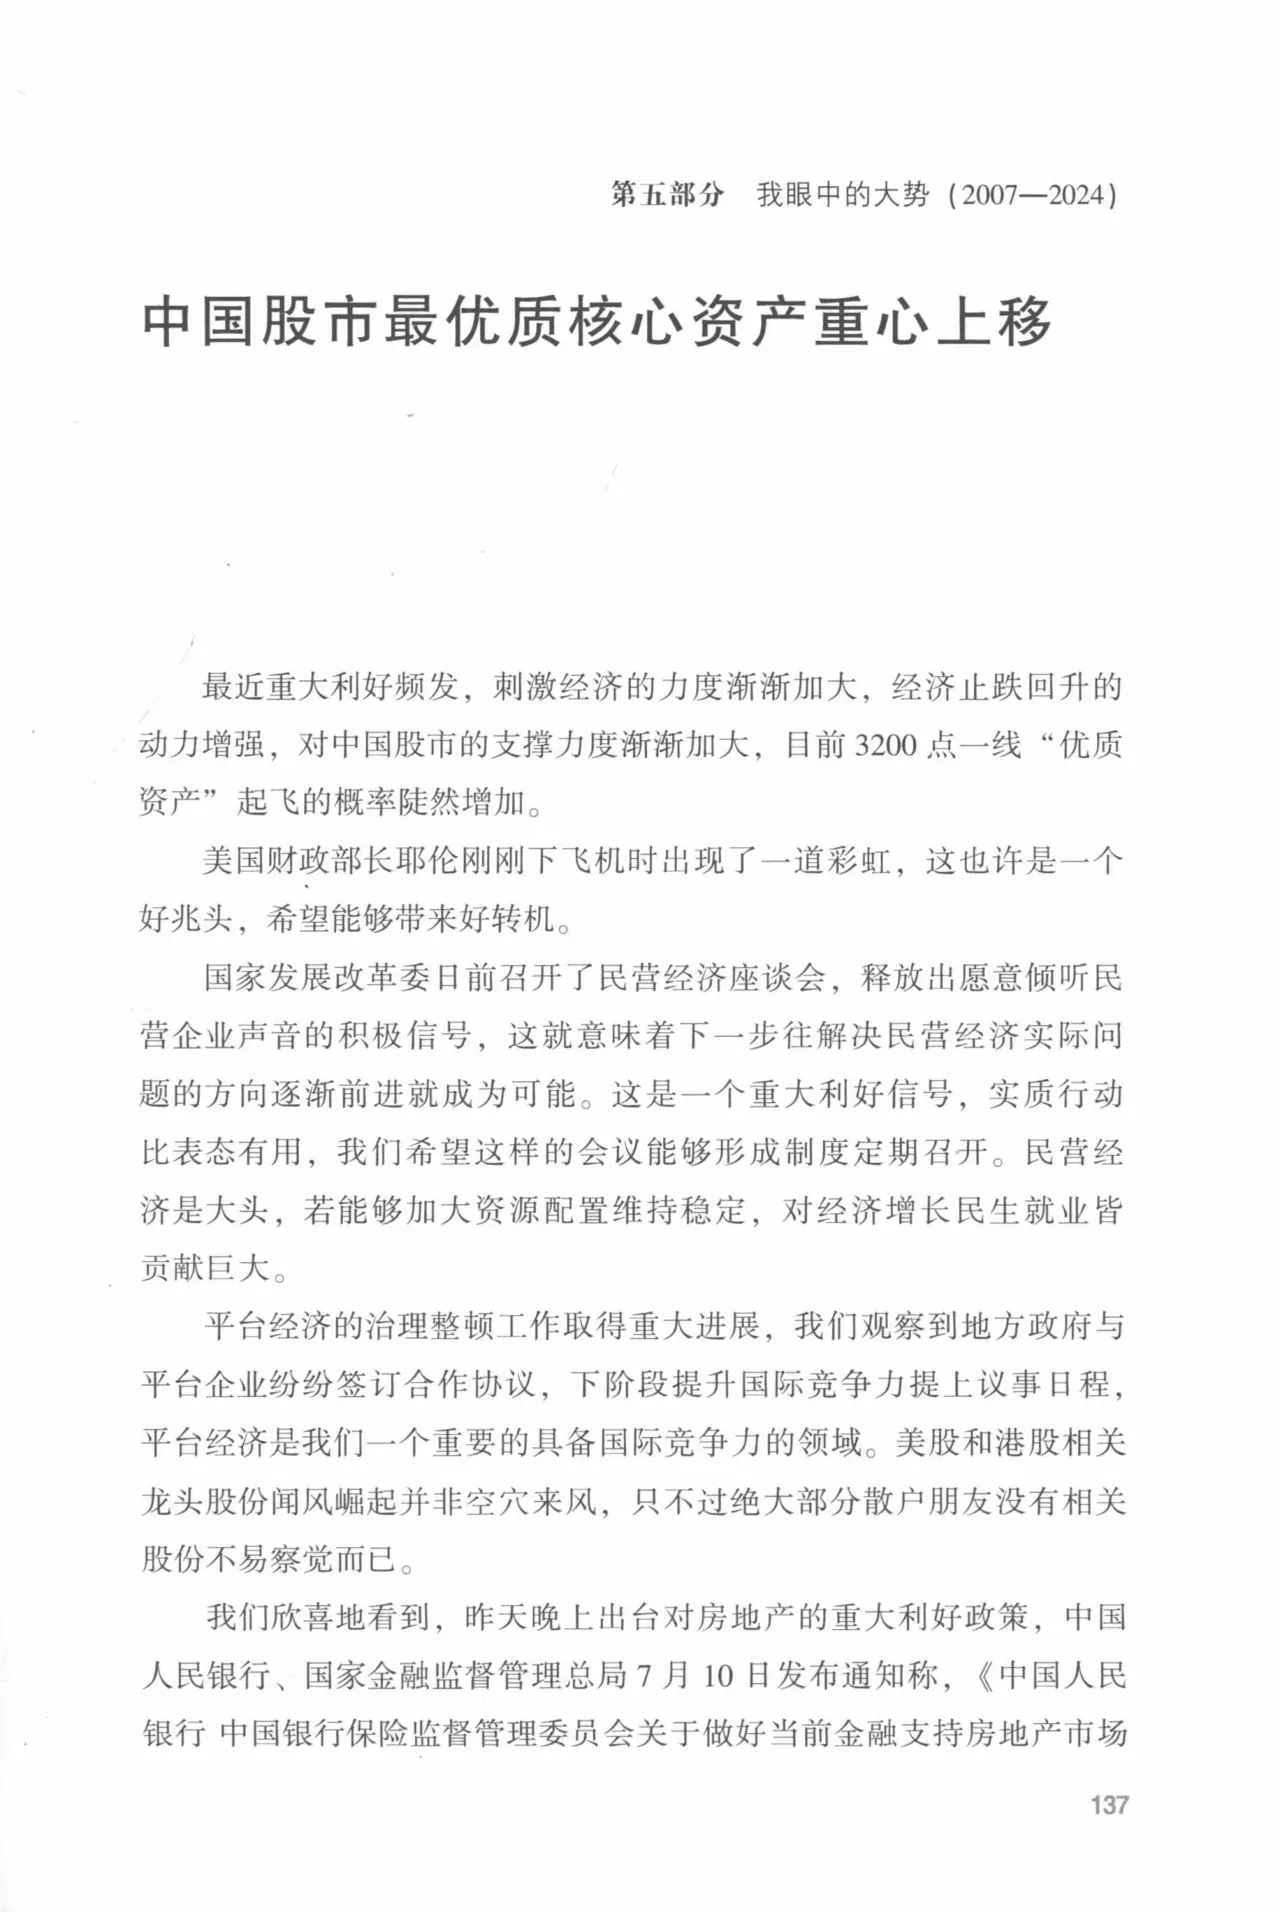 第五部分 我眼中的大势（2007—2024）
中国股市最优质核心资产重心上移
最近重大利好频发，刺激经济的力度渐渐加大，经济止跌回升的
动力增强，对中国股市的支撑力度渐渐加大，目前 3200 点一线“优质
资产”起飞的概率陡然增加。
美国财政部长耶伦刚刚下飞机时出现了一道彩虹，这也许是一个
好兆头，希望能够带来好转机。
国家发展改革委日前召开了民营经济座谈会，释放出愿意倾听民
营企业声音的积极信号，这就意味着下一步往解决民营经济实际问
题的方向逐渐前进就成为可能。这是一个重大利好信号，实质行动
比表态有用，我们希望这样的会议能够形成制度定期召开。民营经
济是大头，若能够加大资源配置维持稳定，对经济增长民生就业皆
贡献巨大。
平台经济的治理整顿工作取得重大进展，我们观察到地方政府与
平台企业纷纷签订合作协议，下阶段提升国际竞争力提上议事日程，
平台经济是我们一个重要的具备国际竞争力的领域。美股和港股相关
龙头股份闻风崛起并非空穴来风，只不过绝大部分散户朋友没有相关
股份不易察觉而已。
我们欣喜地看到，昨天晚上出台对房地产的重大利好政策，中国
人民银行、国家金融监督管理总局 7 月 10 日发布通知称，《中国人民
银行 中国银行保险监督管理委员会关于做好当前金融支持房地产市场
137